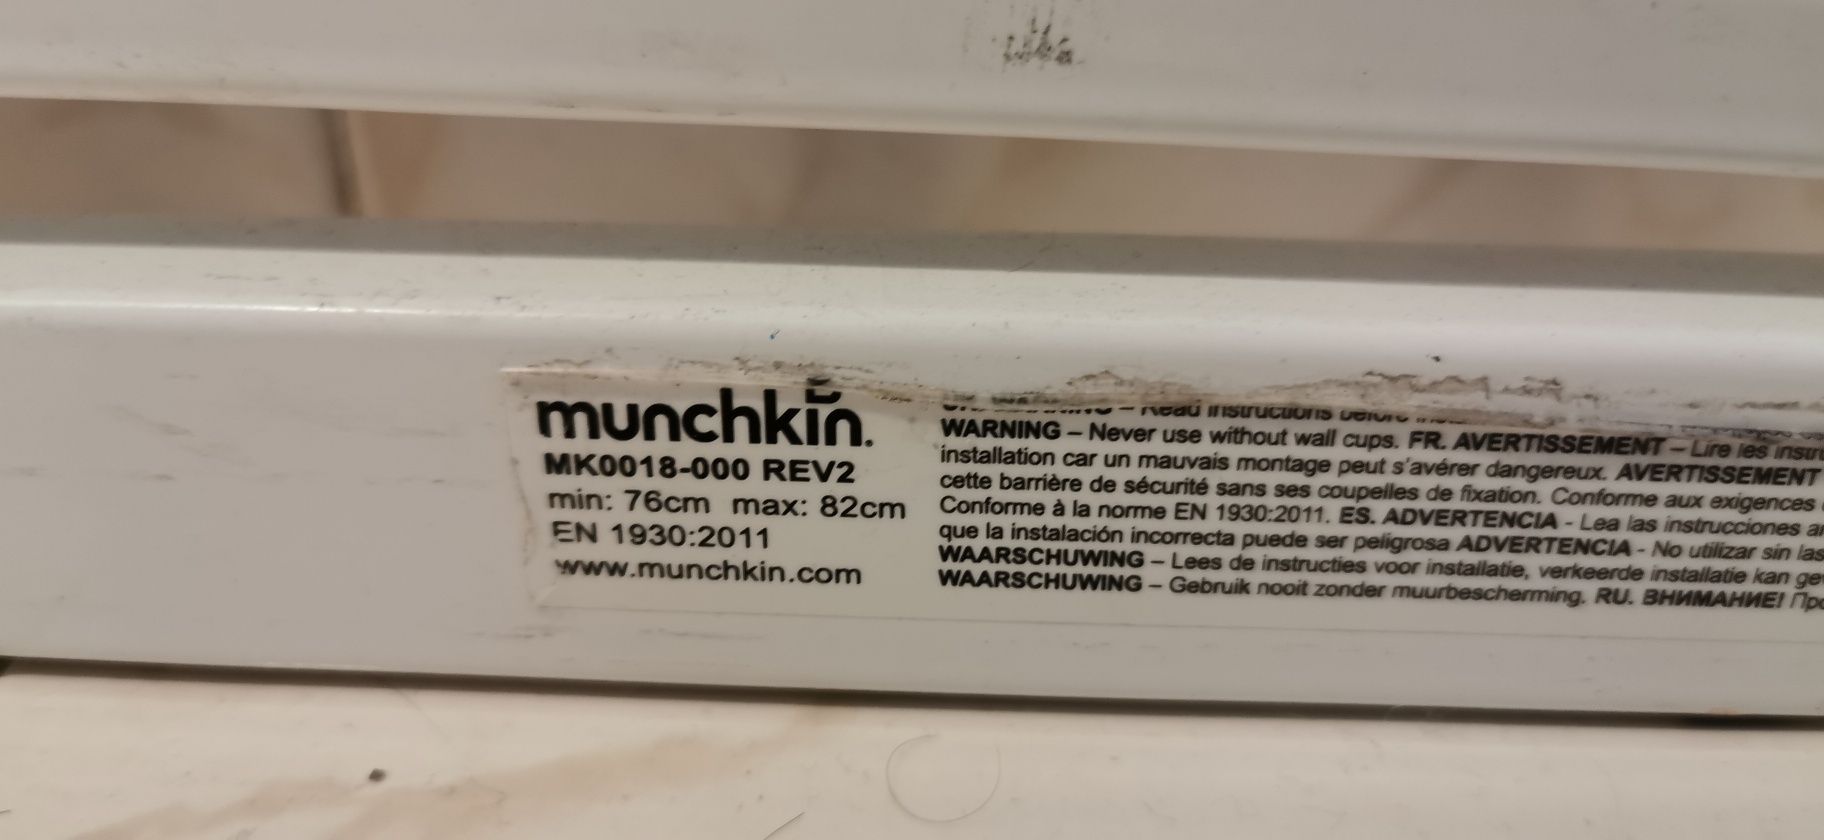 munchkin.
MK0018-000 REV2
min: 76cm max: 82cm
EN 1930:2011
www.munchkin.com
– Read instructions before
WARNING – Never use without wall cups. FR. AVERTISSEMENT – Lire les
installation car un mauvais montage peut s'avérer dangereux. AVERTISSEMENT
cette barrière de sécurité sans ses coupelles de fixation. Conforme aux exigences
Conforme à la norme EN 1930:2011. ES. ADVERTENCIA - Lea las instrucciones
que la instalación incorrecta puede ser peligrosa ADVERTENCIA - No utilizar sin las
WAARSCHUWING – Lees de instructies voor installatie, verkeerde installatie kan
WAARSCHUWING – Gebruik nooit zonder muurbescherming. RU. ВНИМАНИЕ!